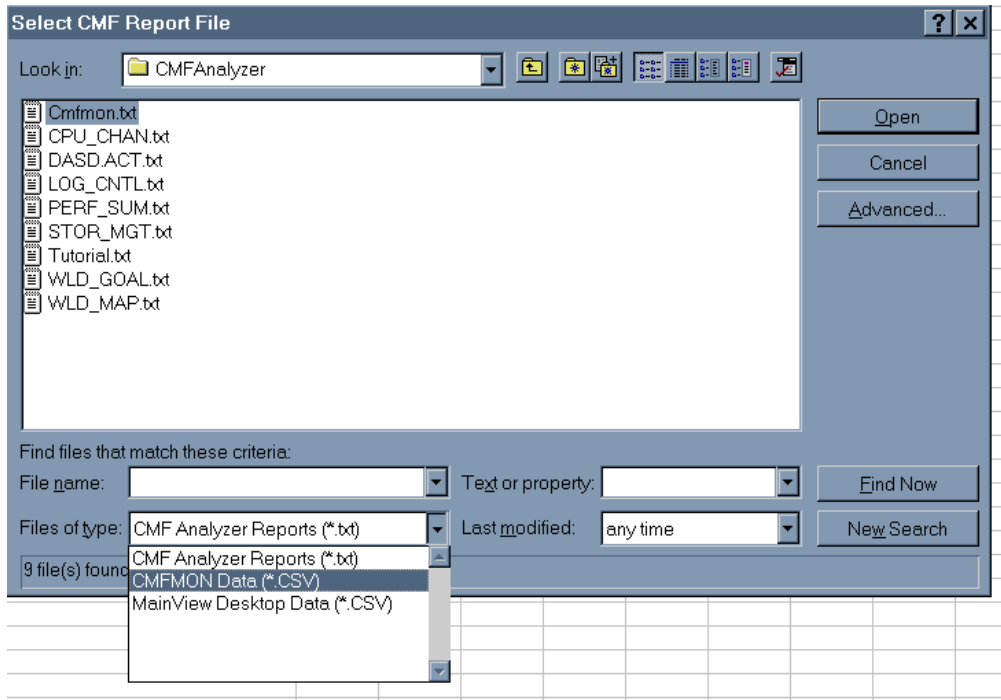 Select CMF Report File
Look in: CMFAnalyzer
Cmfmon.txt
CPU_CHAN.txt
DASD.ACT.txt
LOG_CNTL.txt
PERF_SUM.txt
STOR_MGT.txt
Tutorial.txt
WLD_GOAL.txt
WLD_MAP.txt
Open
Cancel
Advanced...
Find files that match these criteria:
File name:
Text or property:
Find Now
Files of type: CMF Analyzer Reports (*.txt)
Last modified: any time
New Search
CMF Analyzer Reports (*.txt)
CMFMON Data (*.CSV)
MainView Desktop Data (*.CSV)
9 file(s) found